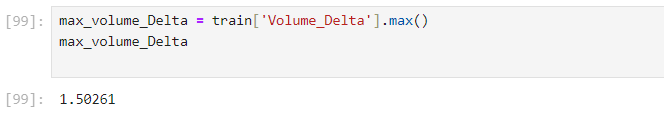 [99]: max_volume_Delta = train['Volume_Delta'].max()
max_volume_Delta
[99]: 1.50261